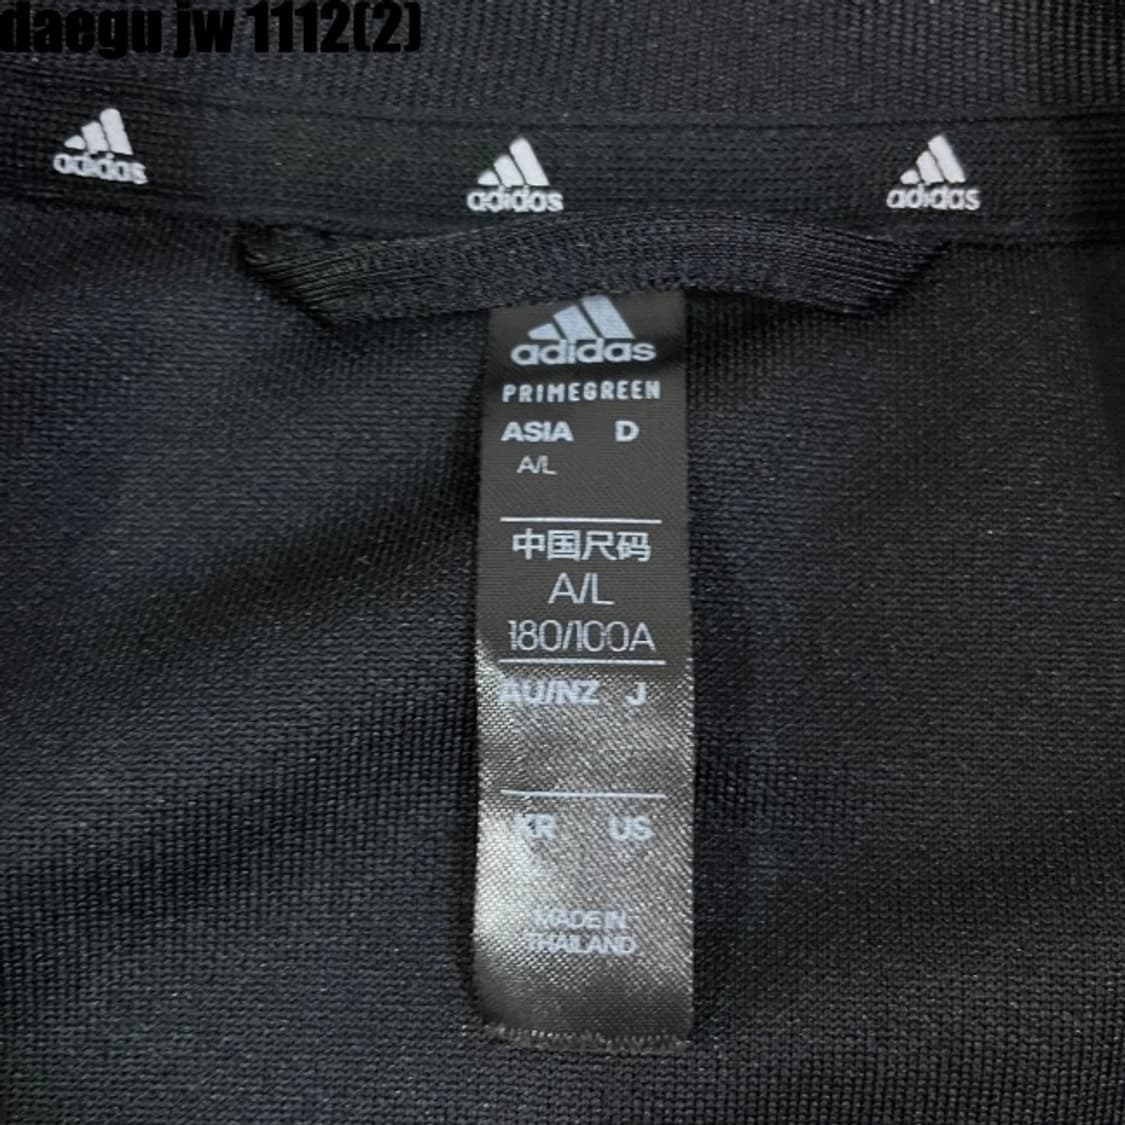 daegu jw 1112(2)
adidas adidas adidas
adidas
PRIMEGREEN
ASIA D
A/L
中国尺码
A/L
180/100A
AU/NZ J
KR US
MADE IN
THAILAND